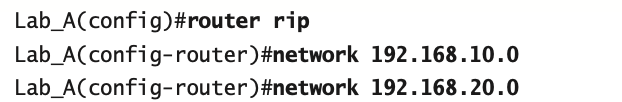 Lab_A(config)#router rip
Lab_A(config-router)#network 192.168.10.0
Lab_A(config-router)#network 192.168.20.0